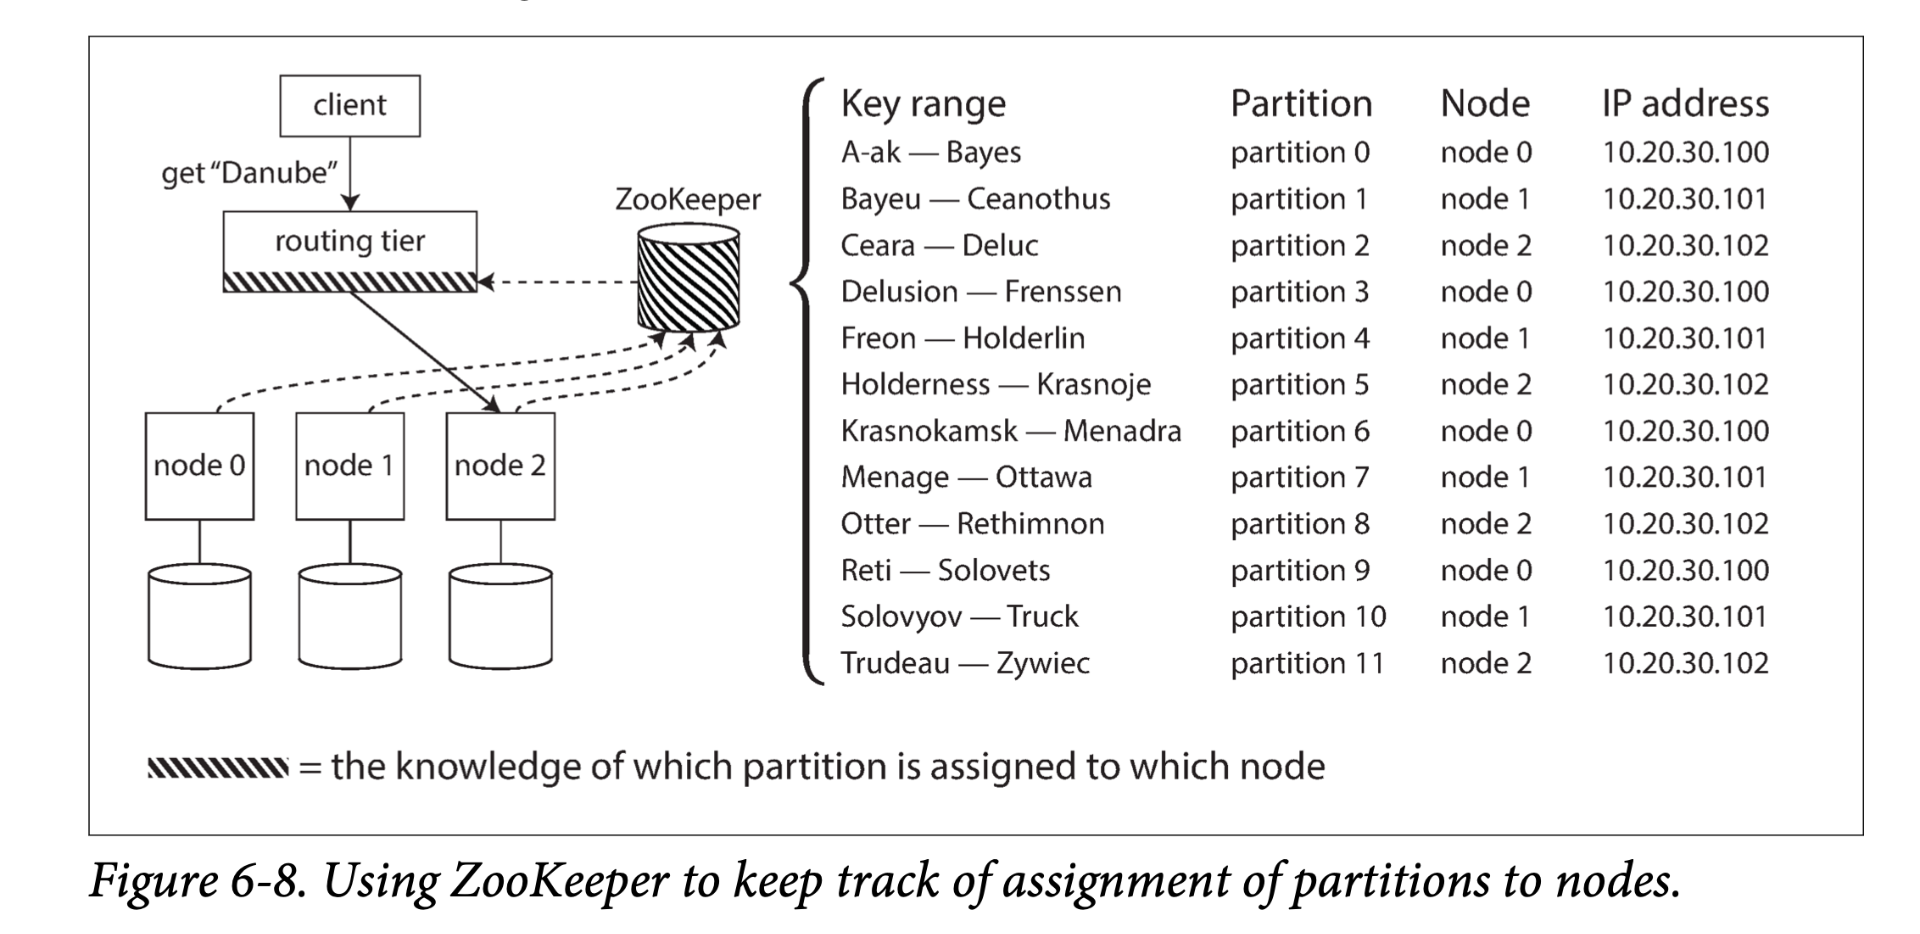 client
get “Danube”
routing tier
ZooKeeper
node 0 node 1 node 2
Key range Partition Node IP address
A-ak — Bayes partition 0 node 0 10.20.30.100
Bayeu — Ceanothus partition 1 node 1 10.20.30.101
Ceara — Deluc partition 2 node 2 10.20.30.102
Delusion — Frenssen partition 3 node 0 10.20.30.100
Freon — Holderlin partition 4 node 1 10.20.30.101
Holderness — Krasnoje partition 5 node 2 10.20.30.102
Krasnokamsk — Menadra partition 6 node 0 10.20.30.100
Menage — Ottawa partition 7 node 1 10.20.30.101
Otter — Rethimnon partition 8 node 2 10.20.30.102
Reti — Solovets partition 9 node 0 10.20.30.100
Solovyov — Truck partition 10 node 1 10.20.30.101
Trudeau — Zywiec partition 11 node 2 10.20.30.102
= the knowledge of which partition is assigned to which node
Figure 6-8. Using ZooKeeper to keep track of assignment of partitions to nodes.